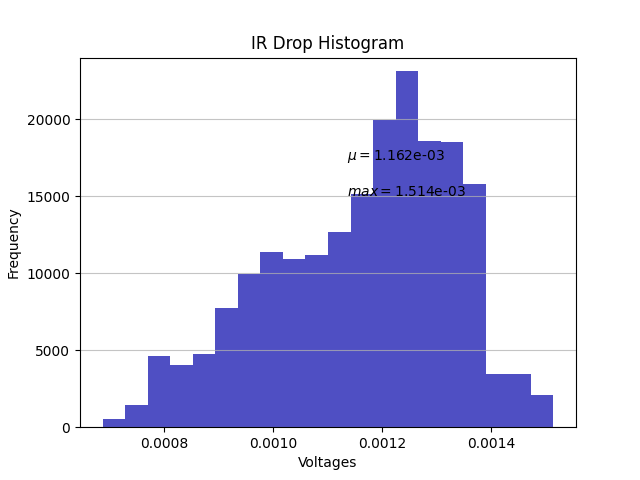 IR Drop Histogram
20000
15000
10000
5000
0
Frequency
μ = 1.162e-03
max = 1.514e-03
0.0008 0.0010 0.0012 0.0014
Voltages